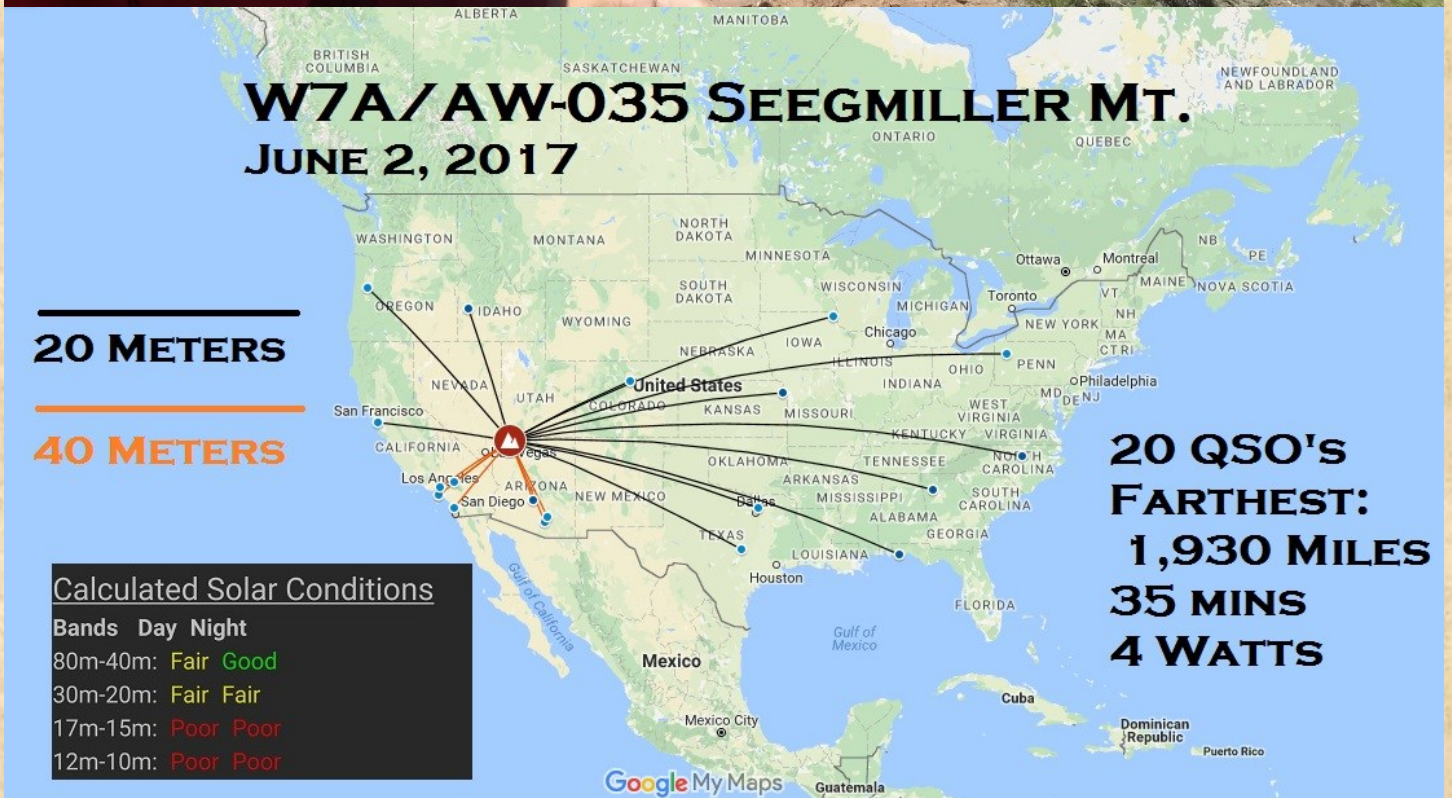 ALBERTA
MANITOBA
BRITISH
COLUMBIA
SASKATCHEWAN
NEWFOUNDLAND
AND LABRADOR
W7A/AW-035 SEEGMILLER MT.
JUNE 2, 2017
ONTARIO
QUEBEC
WASHINGTON
MONTANA
NORTH
DAKOTA
MINNESOTA
Ottawa
Montreal
NB
PE
MAINE
NOVA SCOTIA
OREGON
IDAHO
SOUTH
DAKOTA
WISCONSIN
MICHIGAN
Toronto
VT
NH
WYOMING
NEW YORK
MA
CT RI
20 METERS
NEBRASKA
IOWA
Chicago
ILLINOIS
INDIANA
OHIO
PENN
Philadelphia
MD
DE
NJ
NEVADA
UTAH
COLORADO
United States
KANSAS
MISSOURI
WEST
VIRGINIA
KENTUCKY
VIRGINIA
San Francisco
CALIFORNIA
40 METERS
Los Angeles
San Diego
ARIZONA
NEW MEXICO
OKLAHOMA
ARKANSAS
TENNESSEE
NORTH
CAROLINA
MISSISSIPPI
SOUTH
CAROLINA
Dallas
ALABAMA
TEXAS
LOUISIANA
GEORGIA
Houston
FLORIDA
20 QSO's
FARTHEST:
1,930 MILES
35 MINS
4 WATTS
Calculated Solar Conditions
Bands Day Night
80m-40m: Fair Good
30m-20m: Fair Fair
17m-15m: Poor Poor
12m-10m: Poor Poor
Gulf of California
Gulf of
Mexico
Mexico
Mexico City
Cuba
Dominican
Republic
Puerto Rico
Guatemala
Google My Maps